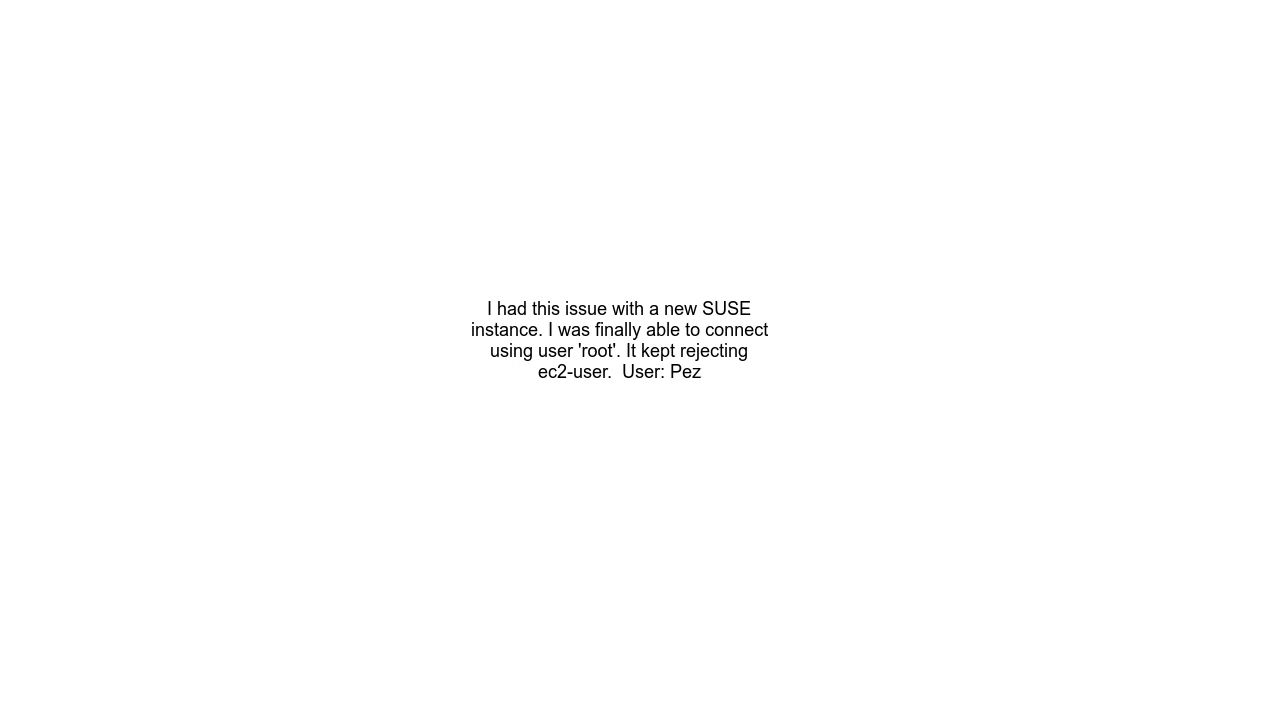 I had this issue with a new SUSE
instance. I was finally able to connect
using user 'root'. It kept rejecting
ec2-user.  User: Pez